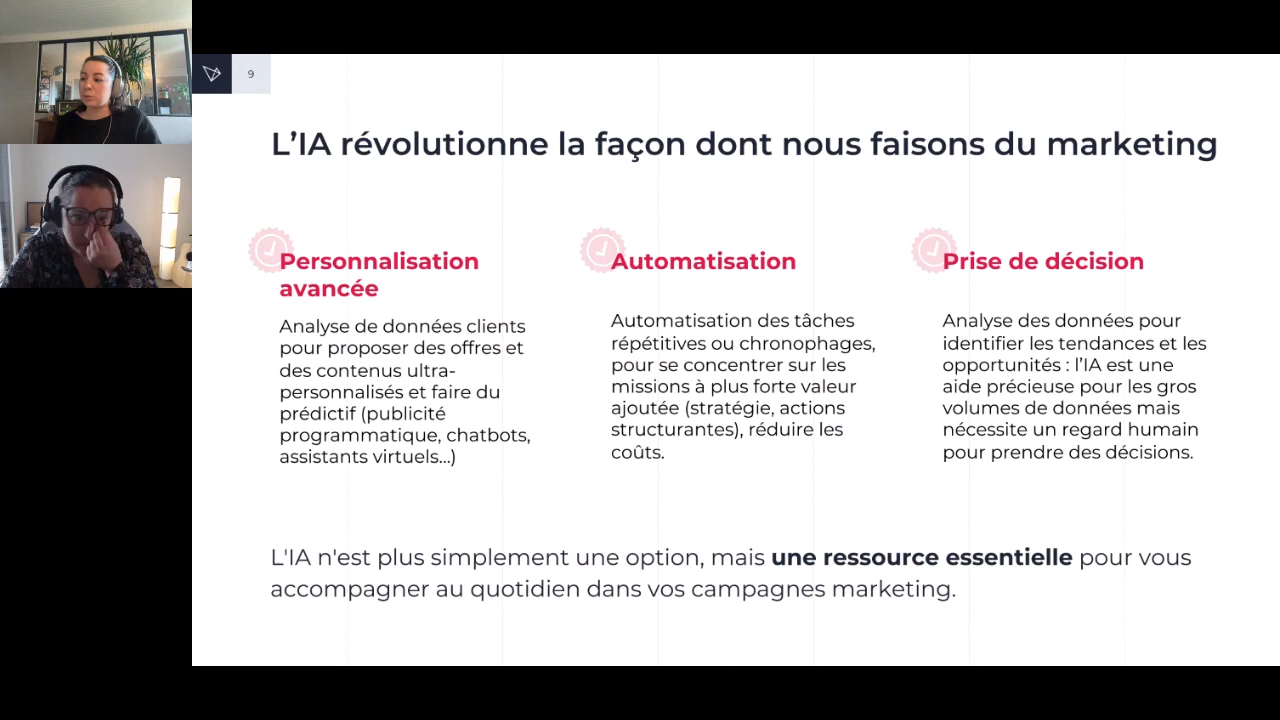 9
L’IA révolutionne la façon dont nous faisons du marketing
Personnalisation
avancée
Analyse de données clients
pour proposer des offres et
des contenus ultra-
personnalisés et faire du
prédictif (publicité
programmatique, chatbots,
assistants virtuels...)
Automatisation
Automatisation des tâches
répétitives ou chronophages,
pour se concentrer sur les
missions à plus forte valeur
ajoutée (stratégie, actions
structurantes), réduire les
coûts.
Prise de décision
Analyse des données pour
identifier les tendances et les
opportunités : l’IA est une
aide précieuse pour les gros
volumes de données mais
nécessite un regard humain
pour prendre des décisions.
L'IA n'est plus simplement une option, mais une ressource essentielle pour vous
accompagner au quotidien dans vos campagnes marketing.